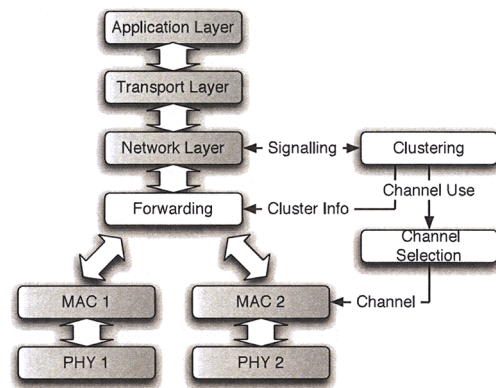 Application Layer
Transport Layer
Network Layer
Signalling
Clustering
Channel Use
Forwarding
Cluster Info
Channel
Selection
MAC 1
MAC 2
Channel
PHY 1
PHY 2